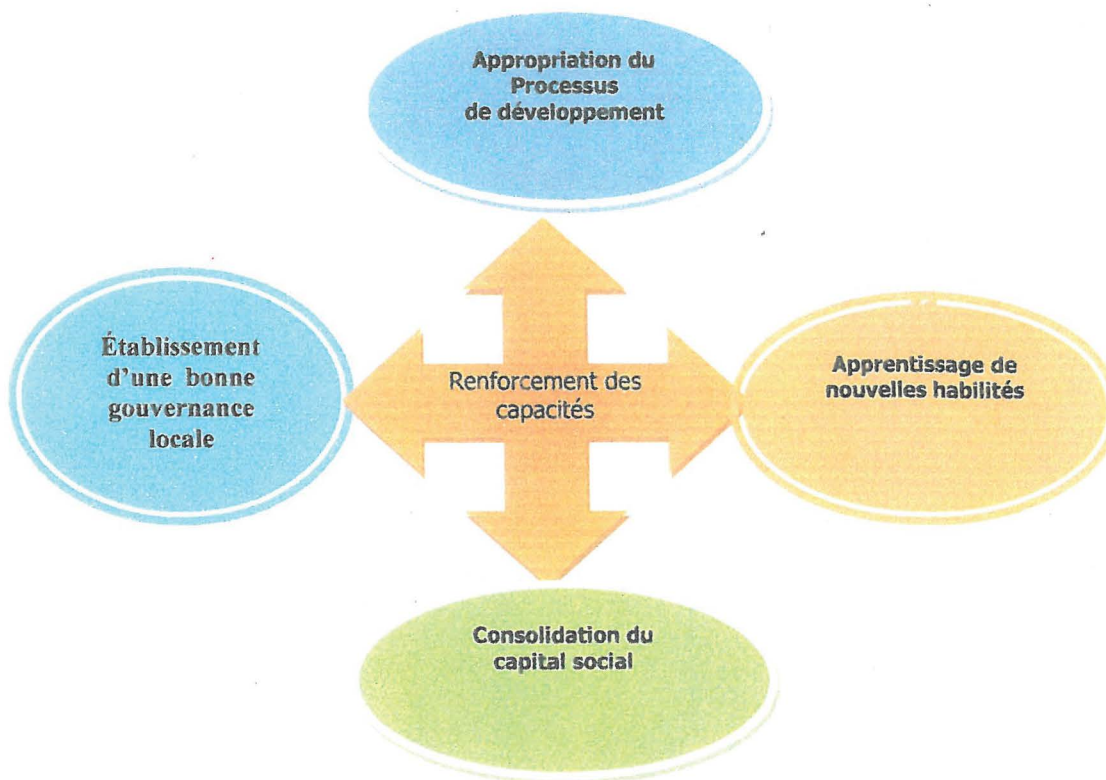 Appropriation du
Processus
de développement
Établissement
d'une bonne
gouvernance
locale
Renforcement des
capacités
Apprentissage de
nouvelles habilités
Consolidation du
capital social